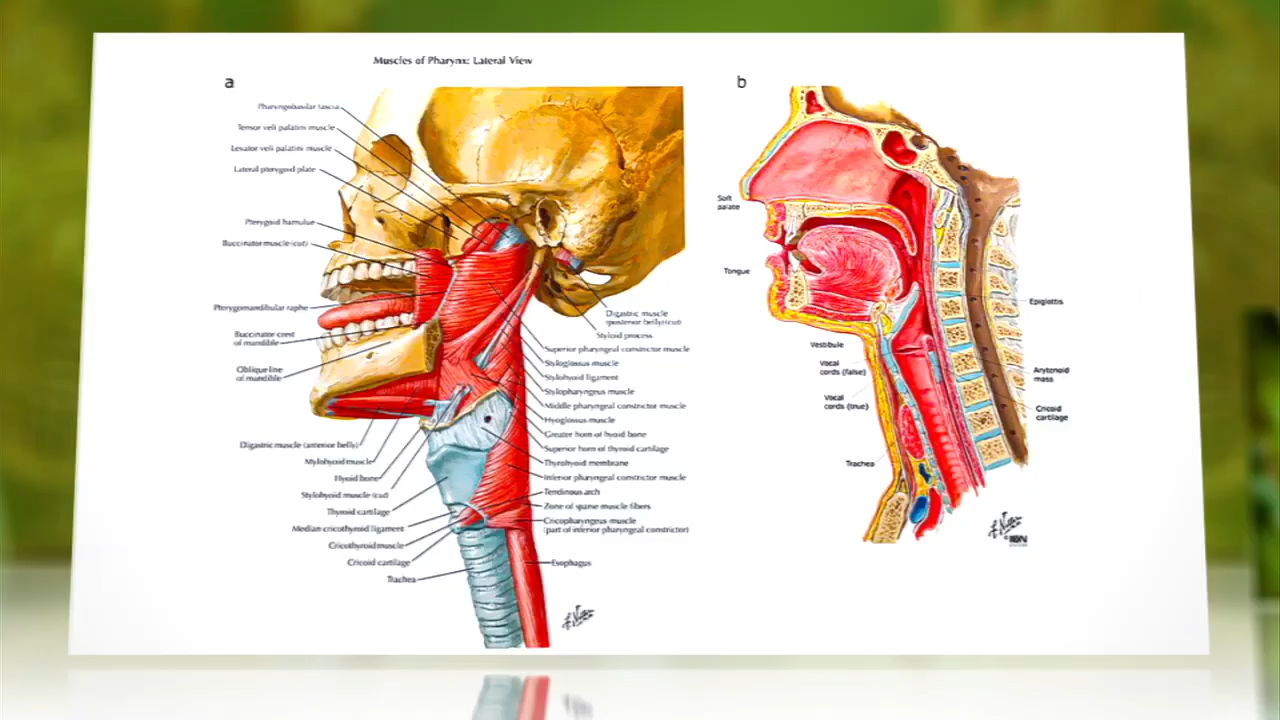 Muscles of Pharynx: Lateral View
a
Pharyngobasilar fascia
Tensor veli palatini muscle
Levator veli palatini muscle
Lateral pterygoid plate
Pterygoid hamulus
Buccinator muscle (cut)
Pterygomandibular raphe
Buccinator crest
of mandible
Oblique line
of mandible
Digastric muscle (anterior belly)
Mylohyoid muscle
Hyoid bone
Stylohyoid muscle (cut)
Thyroid cartilage
Median cricothyroid ligament
Cricothyroid muscle
Cricoid cartilage
Trachea
Digastric muscle
(posterior belly) (cut)
Styloid process
Superior pharyngeal constrictor muscle
Styloglossus muscle
Stylohyoid ligament
Stylopharyngeus muscle
Middle pharyngeal constrictor muscle
Hyoglossus muscle
Greater horn of hyoid bone
Superior horn of thyroid cartilage
Thyrohyoid membrane
Inferior pharyngeal constrictor muscle
Tendinous arch
Zone of sparse muscle fibers
Cricopharyngeus muscle
(part of inferior pharyngeal constrictor)
Esophagus
b
Soft
palate
Tongue
Vestibule
Vocal
cords (false)
Vocal
cords (true)
Trachea
Epiglottis
Arytenoid
mass
Cricoid
cartilage